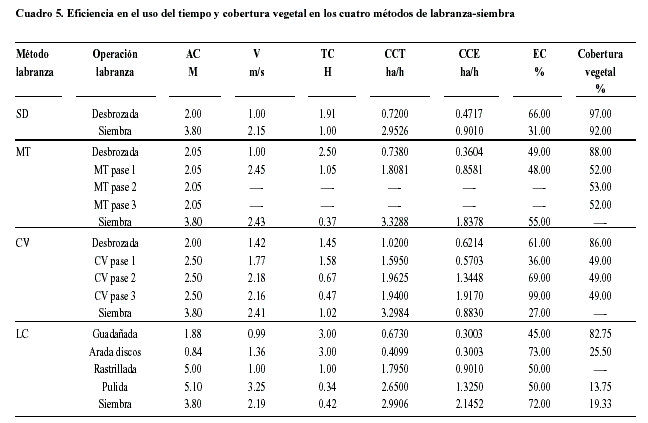 Cuadro 5. Eficiencia en el uso del tiempo y cobertura vegetal en los cuatro métodos de labranza-siembra
Método Operación AC V TC CCT CCE EC Cobertura
labranza labranza M m/s H ha/h ha/h % vegetal
%
SD Desbrozada 2.00 1.00 1.91 0.7200 0.4717 66.00 97.00
Siembra 3.80 2.15 1.00 2.9526 0.9010 31.00 92.00
MT Desbrozada 2.05 1.00 2.50 0.7380 0.3604 49.00 88.00
MT pase 1 2.05 2.45 1.05 1.8081 0.8581 48.00 52.00
MT pase 2 2.05 — — — — — 53.00
MT pase 3 2.05 — — — — — 52.00
Siembra 3.80 2.43 0.37 3.3288 1.8378 55.00 —
CV Desbrozada 2.00 1.42 1.45 1.0200 0.6214 61.00 86.00
CV pase 1 2.50 1.77 1.58 1.5950 0.5703 36.00 49.00
CV pase 2 2.50 2.18 0.67 1.9625 1.3448 69.00 49.00
CV pase 3 2.50 2.16 0.47 1.9400 1.9170 99.00 49.00
Siembra 3.80 2.41 1.02 3.2984 0.8830 27.00 —
LC Guadañada 1.88 0.99 3.00 0.6730 0.3003 45.00 82.75
Arada discos 0.84 1.36 3.00 0.4099 0.3003 73.00 25.50
Rastrillada 5.00 1.00 1.00 1.7950 0.9010 50.00 —
Pulida 5.10 3.25 0.34 2.6500 1.3250 50.00 13.75
Siembra 3.80 2.19 0.42 2.9906 2.1452 72.00 19.33